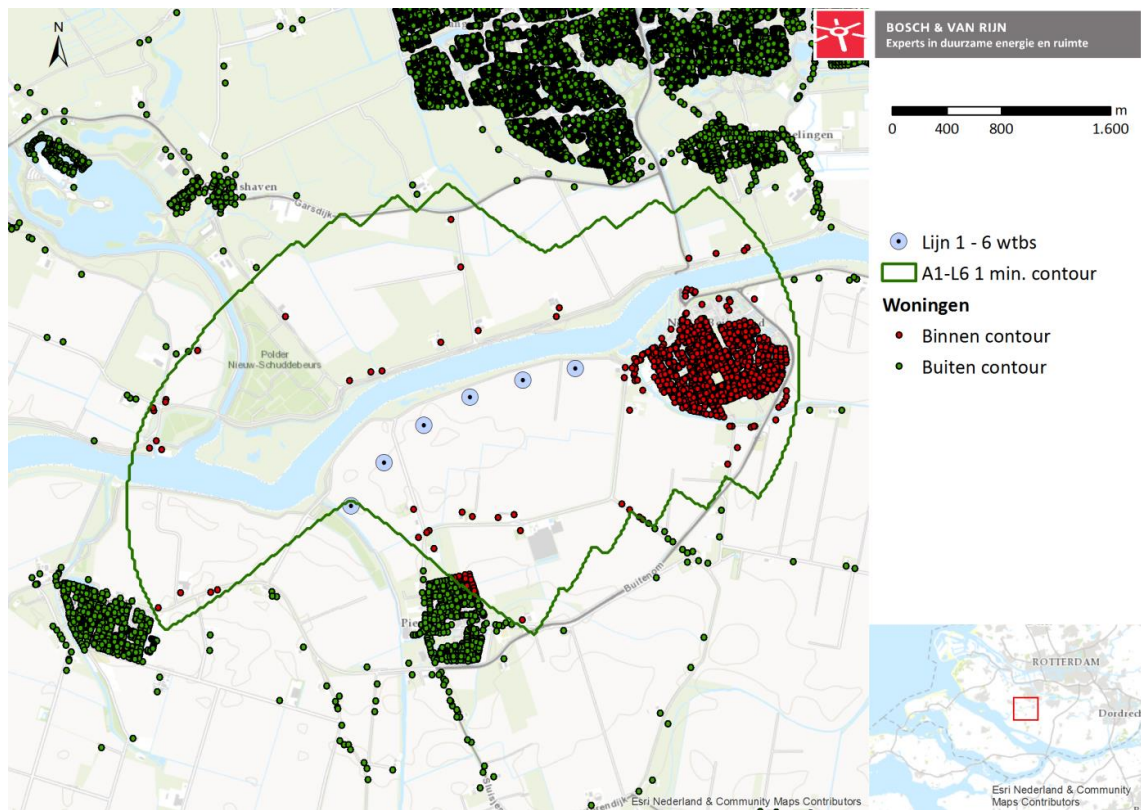 N
BOSCH & VAN RIJN
Experts in duurzame energie en ruimte
m
0 400 800 1.600
Lijn 1 - 6 wtbs
A1-L6 1 min. contour
Woningen
Binnen contour
Buiten contour
Garsdijk
Polder
Nieuw-Schuddebeurs
Buitenom
ROTTERDAM
Dordrec
Esri Nederland & Community Maps Contributors
Esri Nederland & Community
Maps Contributors